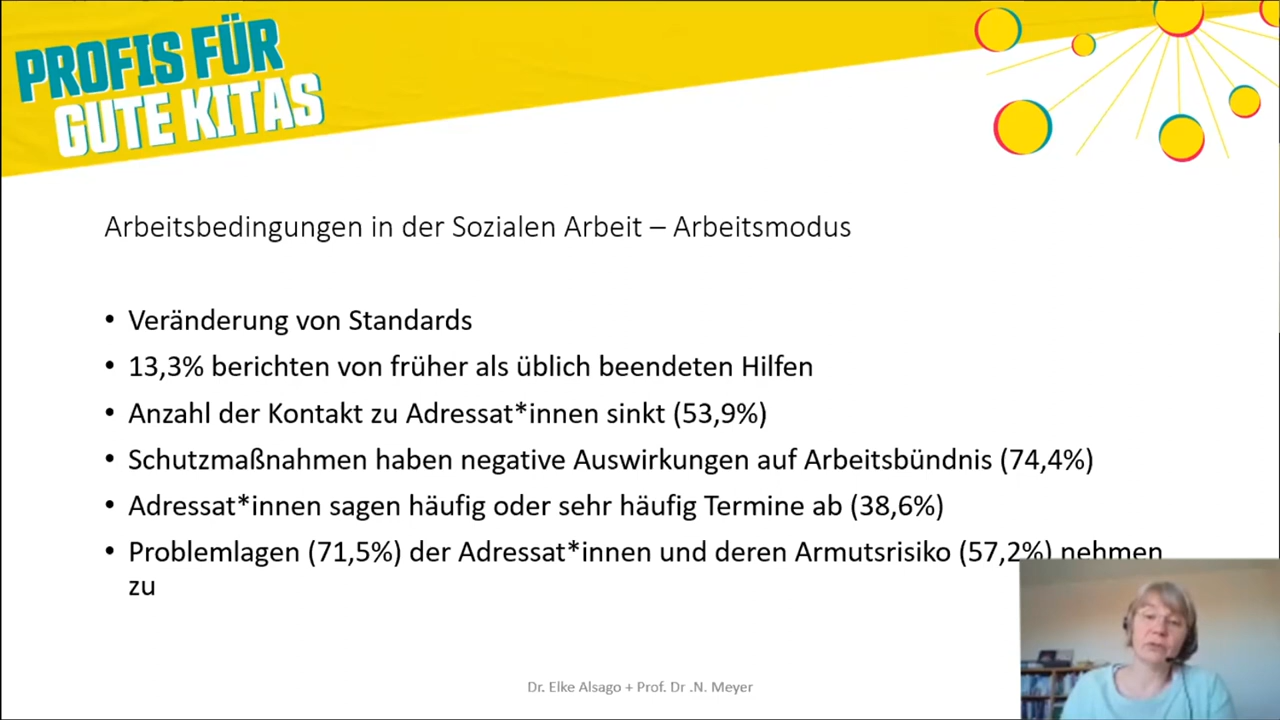 PROFIS FÜR
GUTE KITAS
Arbeitsbedingungen in der Sozialen Arbeit – Arbeitsmodus
• Veränderung von Standards
• 13,3% berichten von früher als üblich beendeten Hilfen
• Anzahl der Kontakt zu Adressat*innen sinkt (53,9%)
• Schutzmaßnahmen haben negative Auswirkungen auf Arbeitsbündnis (74,4%)
• Adressat*innen sagen häufig oder sehr häufig Termine ab (38,6%)
• Problemlagen (71,5%) der Adressat*innen und deren Armutsrisiko (57,2%) nehmen
zu
Dr. Elke Alsago + Prof. Dr .N. Meyer